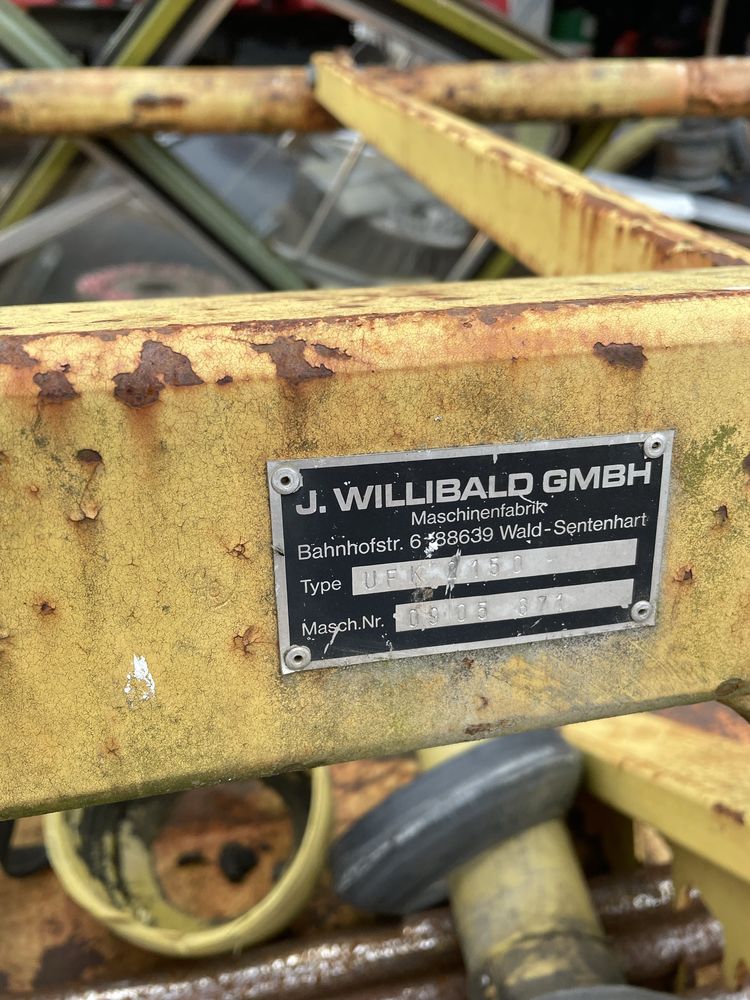 J. WILLIBALD GMBH
Maschinenfabrik
Bahnhofstr. 6 · 88639 Wald-Sentenhart
Type UFK 2150
Masch.Nr. 0905 871